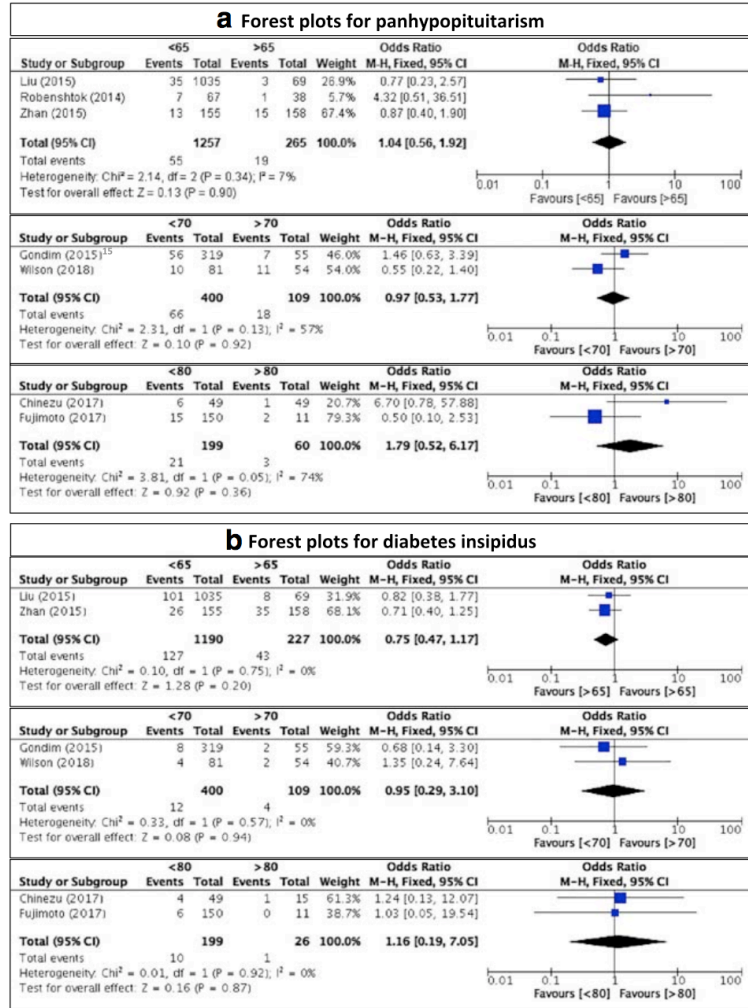 a Forest plots for panhypopituitarism
<65 >65 Odds Ratio Odds Ratio
Study or Subgroup Events Total Events Total Weight M-H, Fixed, 95% CI M-H, Fixed, 95% CI
Liu (2015) 35 1035 3 69 26.9% 0.77 [0.23, 2.57]
Robenshtok (2014) 7 67 1 38 5.7% 4.32 [0.51, 36.51]
Zhan (2015) 13 155 15 158 67.4% 0.87 [0.40, 1.90]
Total (95% CI) 1257 265 100.0% 1.04 [0.56, 1.92]
Total events 55 19
Heterogeneity: Chi² = 2.14, df = 2 (P = 0.34); I² = 7%
Test for overall effect: Z = 0.13 (P = 0.90)
0.01 0.1 1 10 100
Favours [<65] Favours [>65]
<70 >70 Odds Ratio Odds Ratio
Study or Subgroup Events Total Events Total Weight M-H, Fixed, 95% CI M-H, Fixed, 95% CI
Gondim (2015)15 56 319 7 55 46.0% 1.46 [0.63, 3.39]
Wilson (2018) 10 81 11 54 54.0% 0.55 [0.22, 1.40]
Total (95% CI) 400 109 100.0% 0.97 [0.53, 1.77]
Total events 66 18
Heterogeneity: Chi² = 2.31, df = 1 (P = 0.13); I² = 57%
Test for overall effect: Z = 0.10 (P = 0.92)
0.01 0.1 1 10 100
Favours [<70] Favours [>70]
<80 >80 Odds Ratio Odds Ratio
Study or Subgroup Events Total Events Total Weight M-H, Fixed, 95% CI M-H, Fixed, 95% CI
Chinezu (2017) 6 49 1 49 20.7% 6.70 [0.78, 57.88]
Fujimoto (2017) 15 150 2 11 79.3% 0.50 [0.10, 2.53]
Total (95% CI) 199 60 100.0% 1.79 [0.52, 6.17]
Total events 21 3
Heterogeneity: Chi² = 3.81, df = 1 (P = 0.05); I² = 74%
Test for overall effect: Z = 0.92 (P = 0.36)
0.01 0.1 1 10 100
Favours [<80] Favours [>80]
b Forest plots for diabetes insipidus
<65 >65 Odds Ratio Odds Ratio
Study or Subgroup Events Total Events Total Weight M-H, Fixed, 95% CI M-H, Fixed, 95% CI
Liu (2015) 101 1035 8 69 31.9% 0.82 [0.38, 1.77]
Zhan (2015) 26 155 35 158 68.1% 0.71 [0.40, 1.25]
Total (95% CI) 1190 227 100.0% 0.75 [0.47, 1.17]
Total events 127 43
Heterogeneity: Chi² = 0.10, df = 1 (P = 0.75); I² = 0%
Test for overall effect: Z = 1.28 (P = 0.20)
0.01 0.1 1 10 100
Favours [>65] Favours [>65]
<70 >70 Odds Ratio Odds Ratio
Study or Subgroup Events Total Events Total Weight M-H, Fixed, 95% CI M-H, Fixed, 95% CI
Gondim (2015) 8 319 2 55 59.3% 0.68 [0.14, 3.30]
Wilson (2018) 4 81 2 54 40.7% 1.35 [0.24, 7.64]
Total (95% CI) 400 109 100.0% 0.95 [0.29, 3.10]
Total events 12 4
Heterogeneity: Chi² = 0.33, df = 1 (P = 0.57); I² = 0%
Test for overall effect: Z = 0.08 (P = 0.94)
0.01 0.1 1 10 100
Favours [<70] Favours [>70]
<80 >80 Odds Ratio Odds Ratio
Study or Subgroup Events Total Events Total Weight M-H, Fixed, 95% CI M-H, Fixed, 95% CI
Chinezu (2017) 4 49 1 15 61.3% 1.24 [0.13, 12.07]
Fujimoto (2017) 6 150 0 11 38.7% 1.03 [0.05, 19.54]
Total (95% CI) 199 26 100.0% 1.16 [0.19, 7.05]
Total events 10 1
Heterogeneity: Chi² = 0.01, df = 1 (P = 0.92); I² = 0%
Test for overall effect: Z = 0.16 (P = 0.87)
0.01 0.1 1 10 100
Favours [<80] Favours [>80]